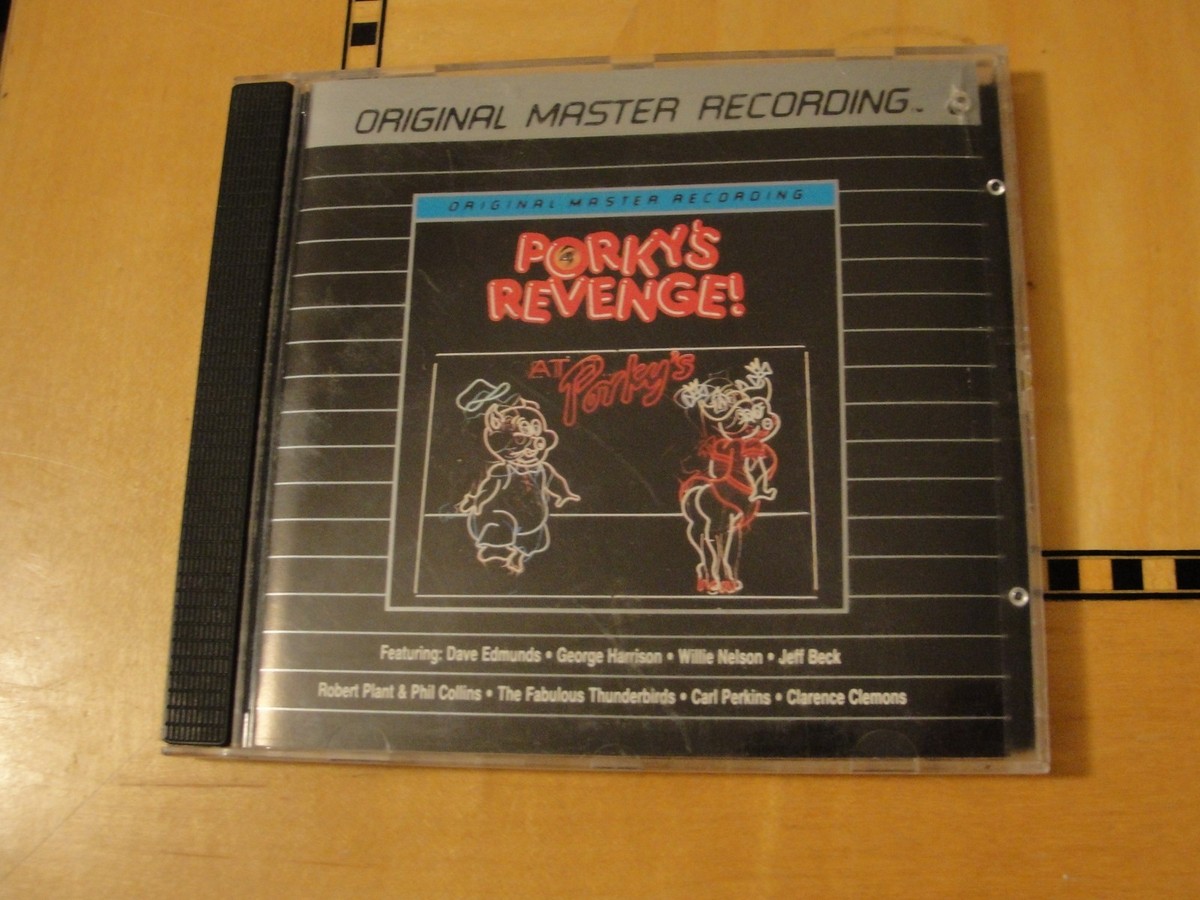 ORIGINAL MASTER RECORDING™
ORIGINAL MASTER RECORDING
PORKY'S
REVENGE!
AT Porky's
Featuring: Dave Edmunds • George Harrison • Willie Nelson • Jeff Beck
Robert Plant & Phil Collins • The Fabulous Thunderbirds • Carl Perkins • Clarence Clemons